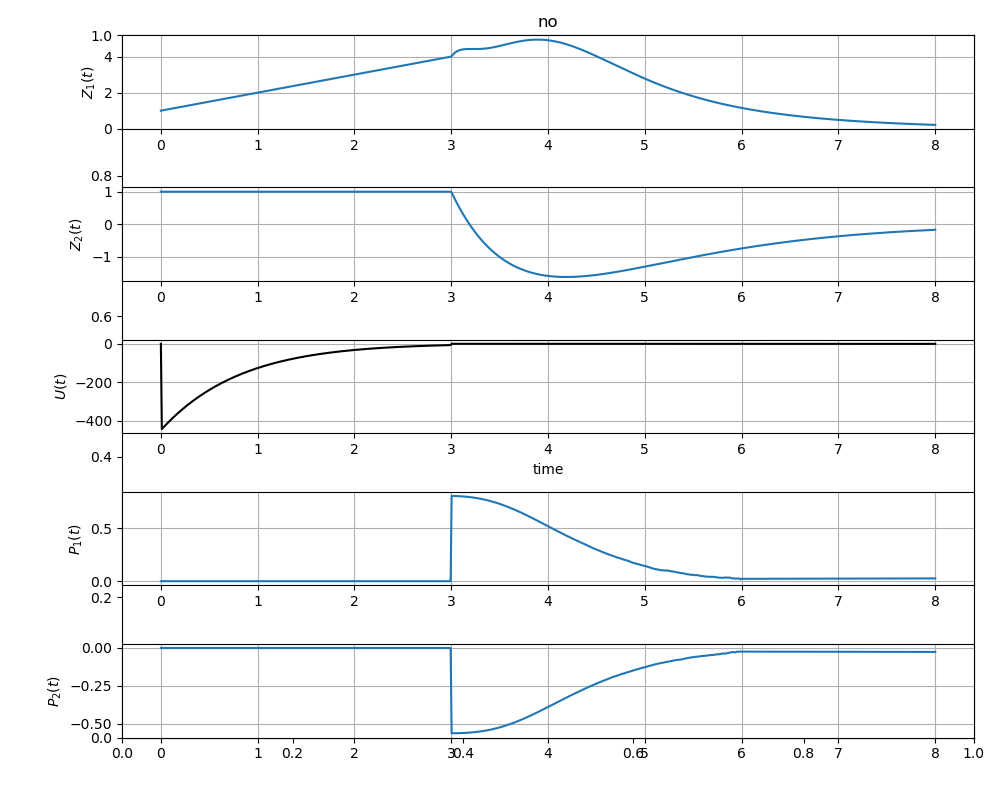 no
1.0
4
2
0
Z₁(t)
0 1 2 3 4 5 6 7 8
0.8
1
0
−1
Z₂(t)
0 1 2 3 4 5 6 7 8
0.6
0
−200
−400
U(t)
0 1 2 3 4 5 6 7 8
0.4
time
0.5
0.0
P₁(t)
0 1 2 3 4 5 6 7 8
0.2
0.00
−0.25
−0.50
P₂(t)
0.0
0.0 0 1 0.2 2 3 0.4 4 0.6 5 6 0.8 7 8 1.0